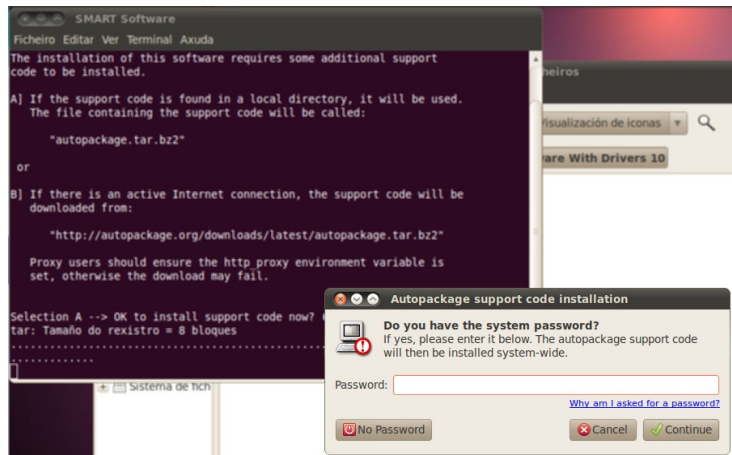 SMART Software
Ficheiro Editar Ver Terminal Axuda
The installation of this software requires some additional support
code to be installed.
A] If the support code is found in a local directory, it will be used.
The file containing the support code will be called:
"autopackage.tar.bz2"
or
B] If there is an active Internet connection, the support code will be
downloaded from:
"http://autopackage.org/downloads/latest/autopackage.tar.bz2"
Proxy users should ensure the http_proxy environment variable is
set, otherwise the download may fail.
Selection A --> OK to install support code now?
tar: Tamaño do rexistro = 8 bloques
..................................................
.............
heiros
Visualización de iconas
are With Drivers 10
Sistema de fich
Autopackage support code installation
Do you have the system password?
If yes, please enter it below. The autopackage support code
will then be installed system-wide.
Password:
Why am I asked for a password?
No Password
Cancel
Continue